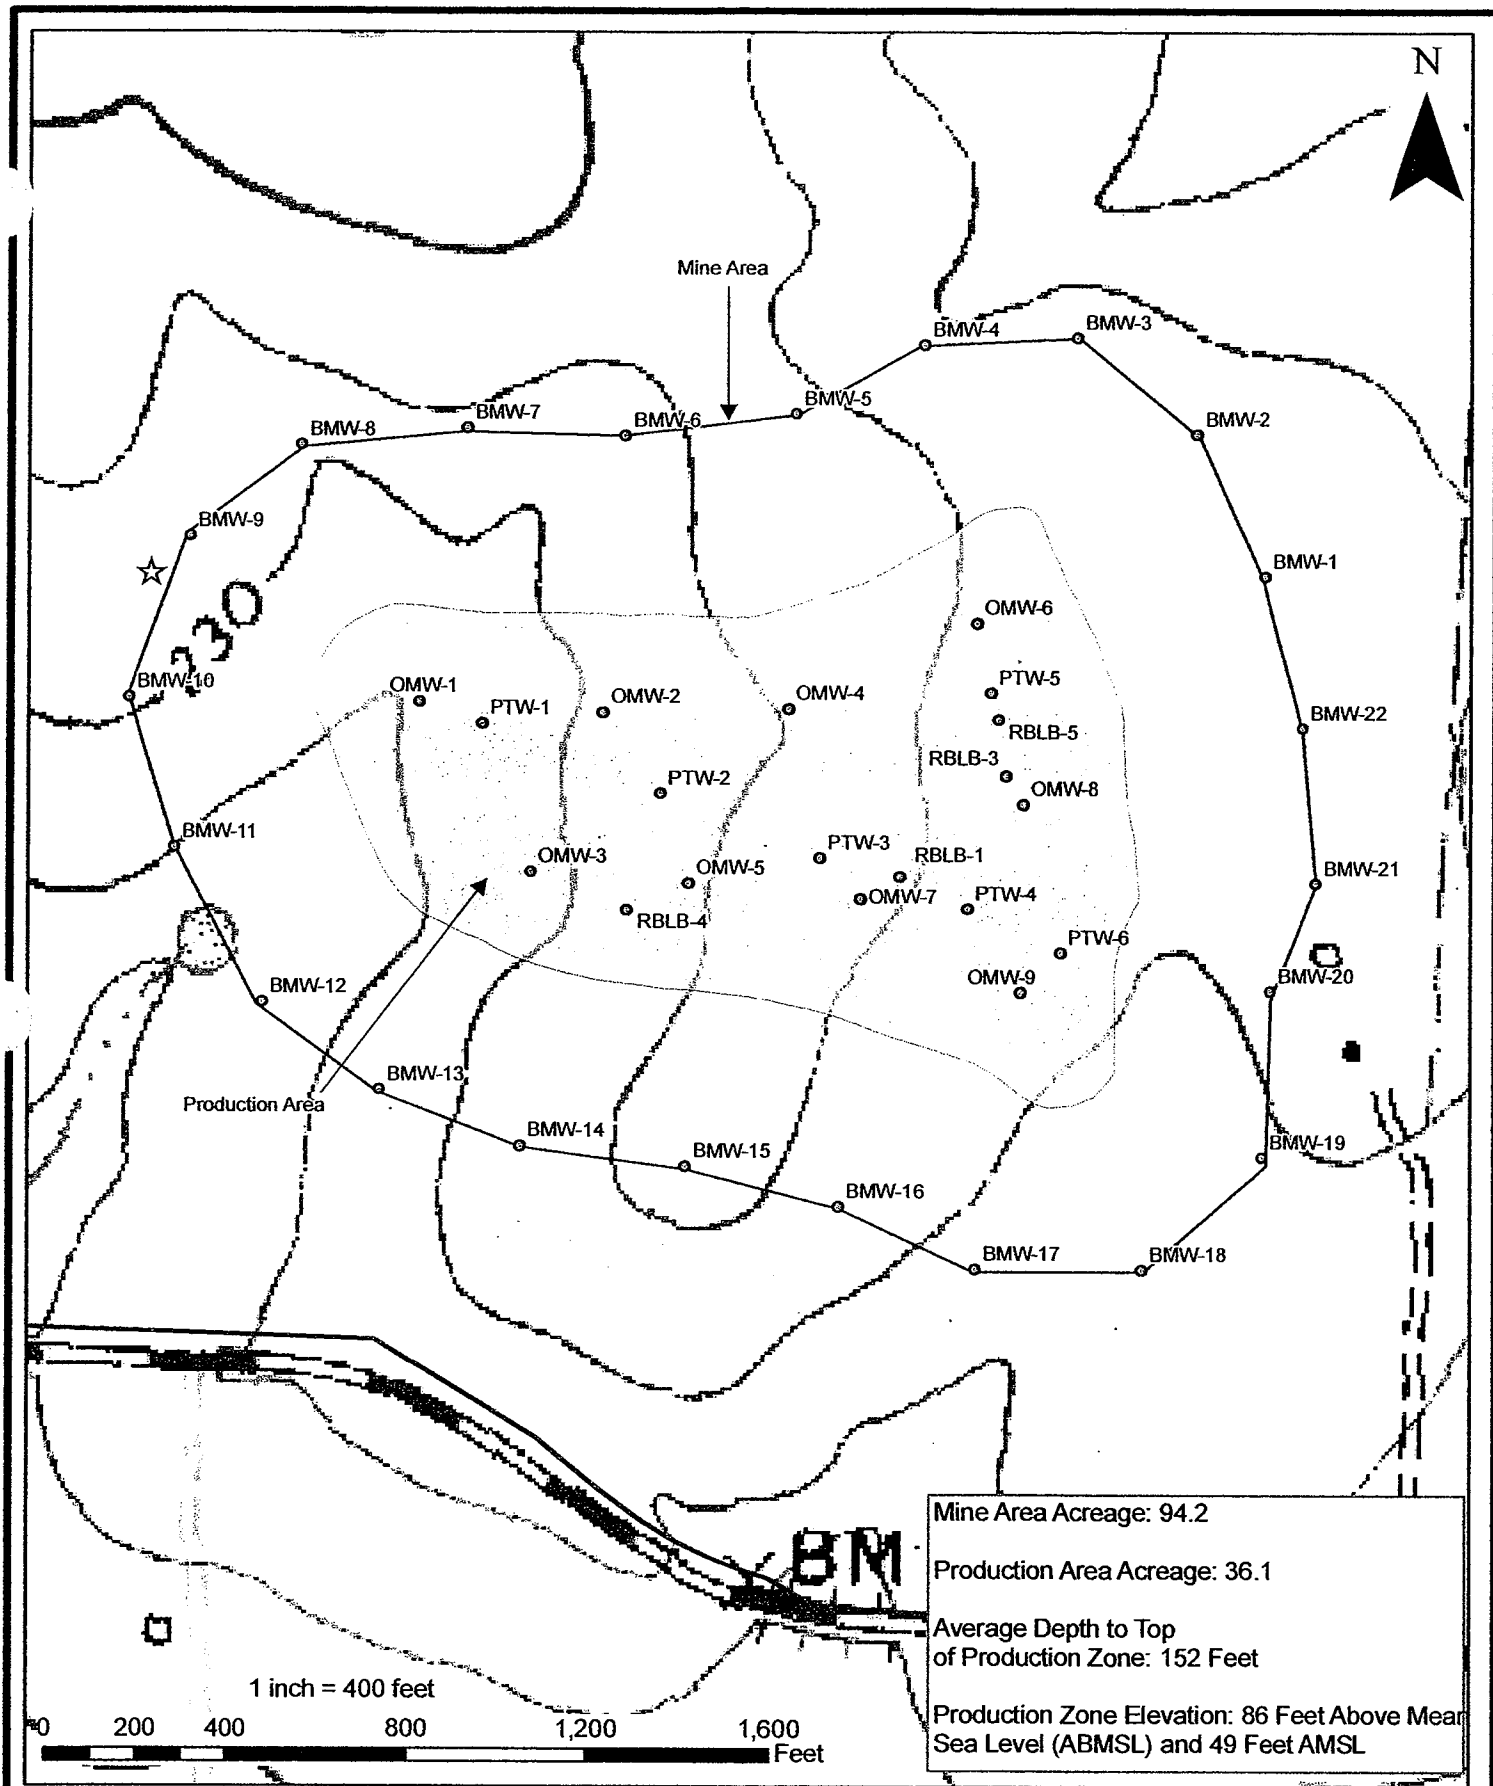 N
Mine Area
BMW-4
BMW-3
BMW-5
BMW-7
BMW-6
BMW-8
BMW-2
BMW-9
BMW-1
330
OMW-6
BMW-10
OMW-1
PTW-1
OMW-2
OMW-4
PTW-5
RBLB-5
BMW-22
RBLB-3
PTW-2
OMW-8
BMW-11
OMW-3
PTW-3
RBLB-1
OMW-5
BMW-21
OMW-7
PTW-4
RBLB-4
PTW-6
BMW-12
OMW-9
BMW-20
BMW-13
Production Area
BMW-14
BMW-15
BMW-19
BMW-16
BMW-17
BMW-18
BM
Mine Area Acreage: 94.2
Production Area Acreage: 36.1
Average Depth to Top
of Production Zone: 152 Feet
Production Zone Elevation: 86 Feet Above Mean
Sea Level (ABMSL) and 49 Feet AMSL
1 inch = 400 feet
0 200 400 800 1,200 1,600
Feet